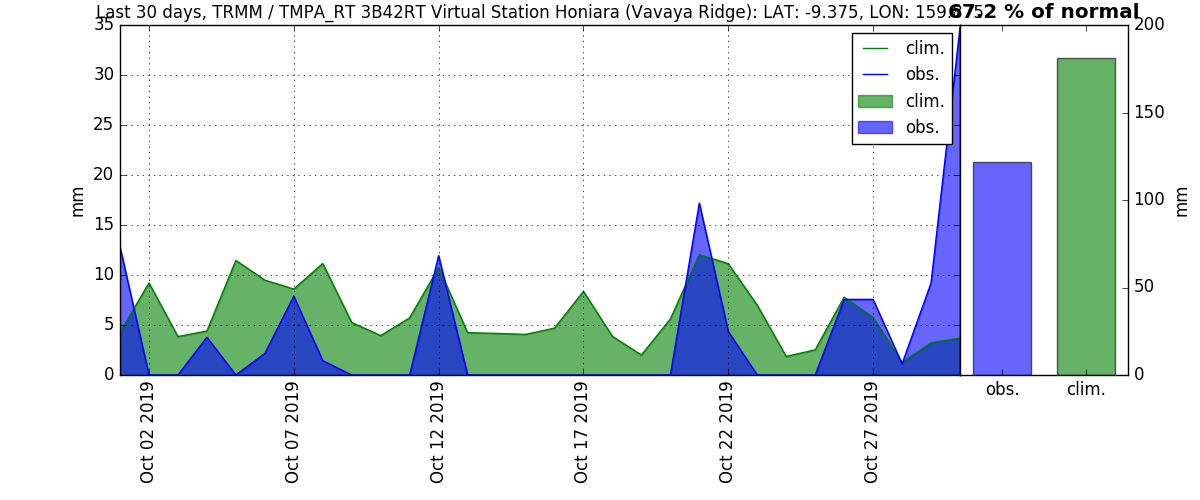 Last 30 days, TRMM / TMPA_RT 3B42RT Virtual Station Honiara (Vavaya Ridge): LAT: -9.375, LON:
67.2 % of normal
35
30
25
20
15
10
5
0
mm
clim.
obs.
clim.
obs.
Oct 02 2019
Oct 07 2019
Oct 12 2019
Oct 17 2019
Oct 22 2019
Oct 27 2019
200
150
100
50
0
mm
obs.
clim.